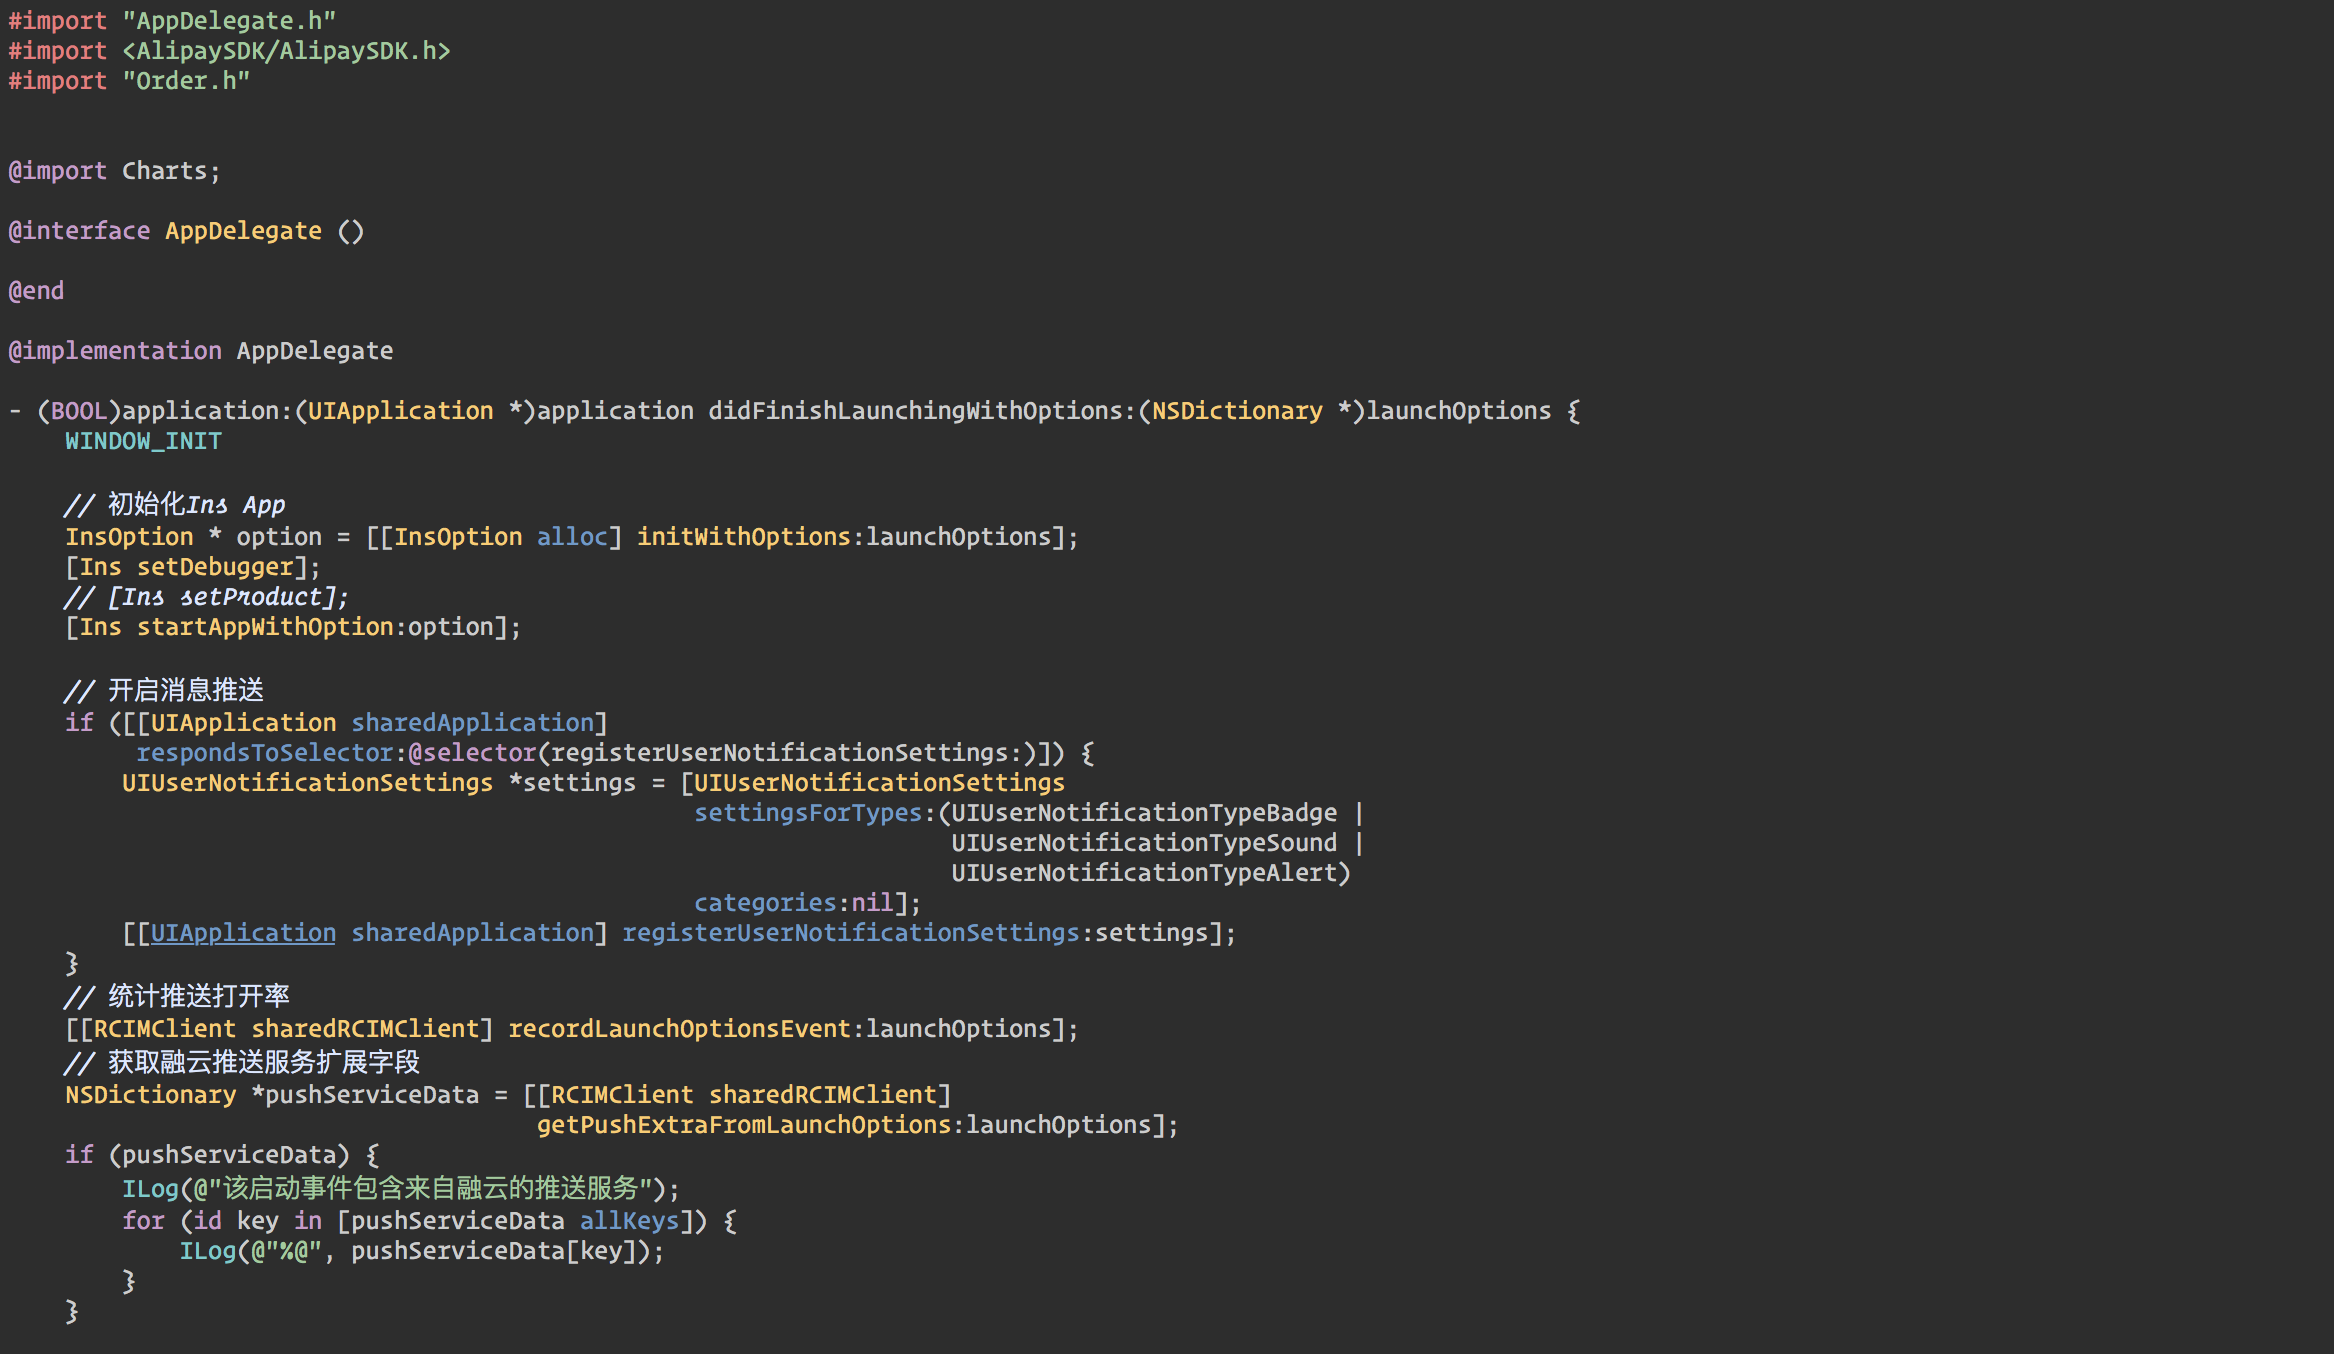 #import "AppDelegate.h"
#import <AlipaySDK/AlipaySDK.h>
#import "Order.h"
@import Charts;
@interface AppDelegate ()
@end
@implementation AppDelegate
- (BOOL)application:(UIApplication *)application didFinishLaunchingWithOptions:(NSDictionary *)launchOptions {
    WINDOW_INIT
    // 初始化Ins App
    InsOption * option = [[InsOption alloc] initWithOptions:launchOptions];
    [Ins setDebugger];
    // [Ins setProduct];
    [Ins startAppWithOption:option];
    // 开启消息推送
    if ([[UIApplication sharedApplication]
         respondsToSelector:@selector(registerUserNotificationSettings:)]) {
        UIUserNotificationSettings *settings = [UIUserNotificationSettings
                                                settingsForTypes:(UIUserNotificationTypeBadge |
                                                                  UIUserNotificationTypeSound |
                                                                  UIUserNotificationTypeAlert)
                                                categories:nil];
        [[UIApplication sharedApplication] registerUserNotificationSettings:settings];
    }
    // 统计推送打开率
    [[RCIMClient sharedRCIMClient] recordLaunchOptionsEvent:launchOptions];
    // 获取融云推送服务扩展字段
    NSDictionary *pushServiceData = [[RCIMClient sharedRCIMClient]
                                     getPushExtraFromLaunchOptions:launchOptions];
    if (pushServiceData) {
        ILog(@"该启动事件包含来自融云的推送服务");
        for (id key in [pushServiceData allKeys]) {
            ILog(@"%@", pushServiceData[key]);
        }
    }